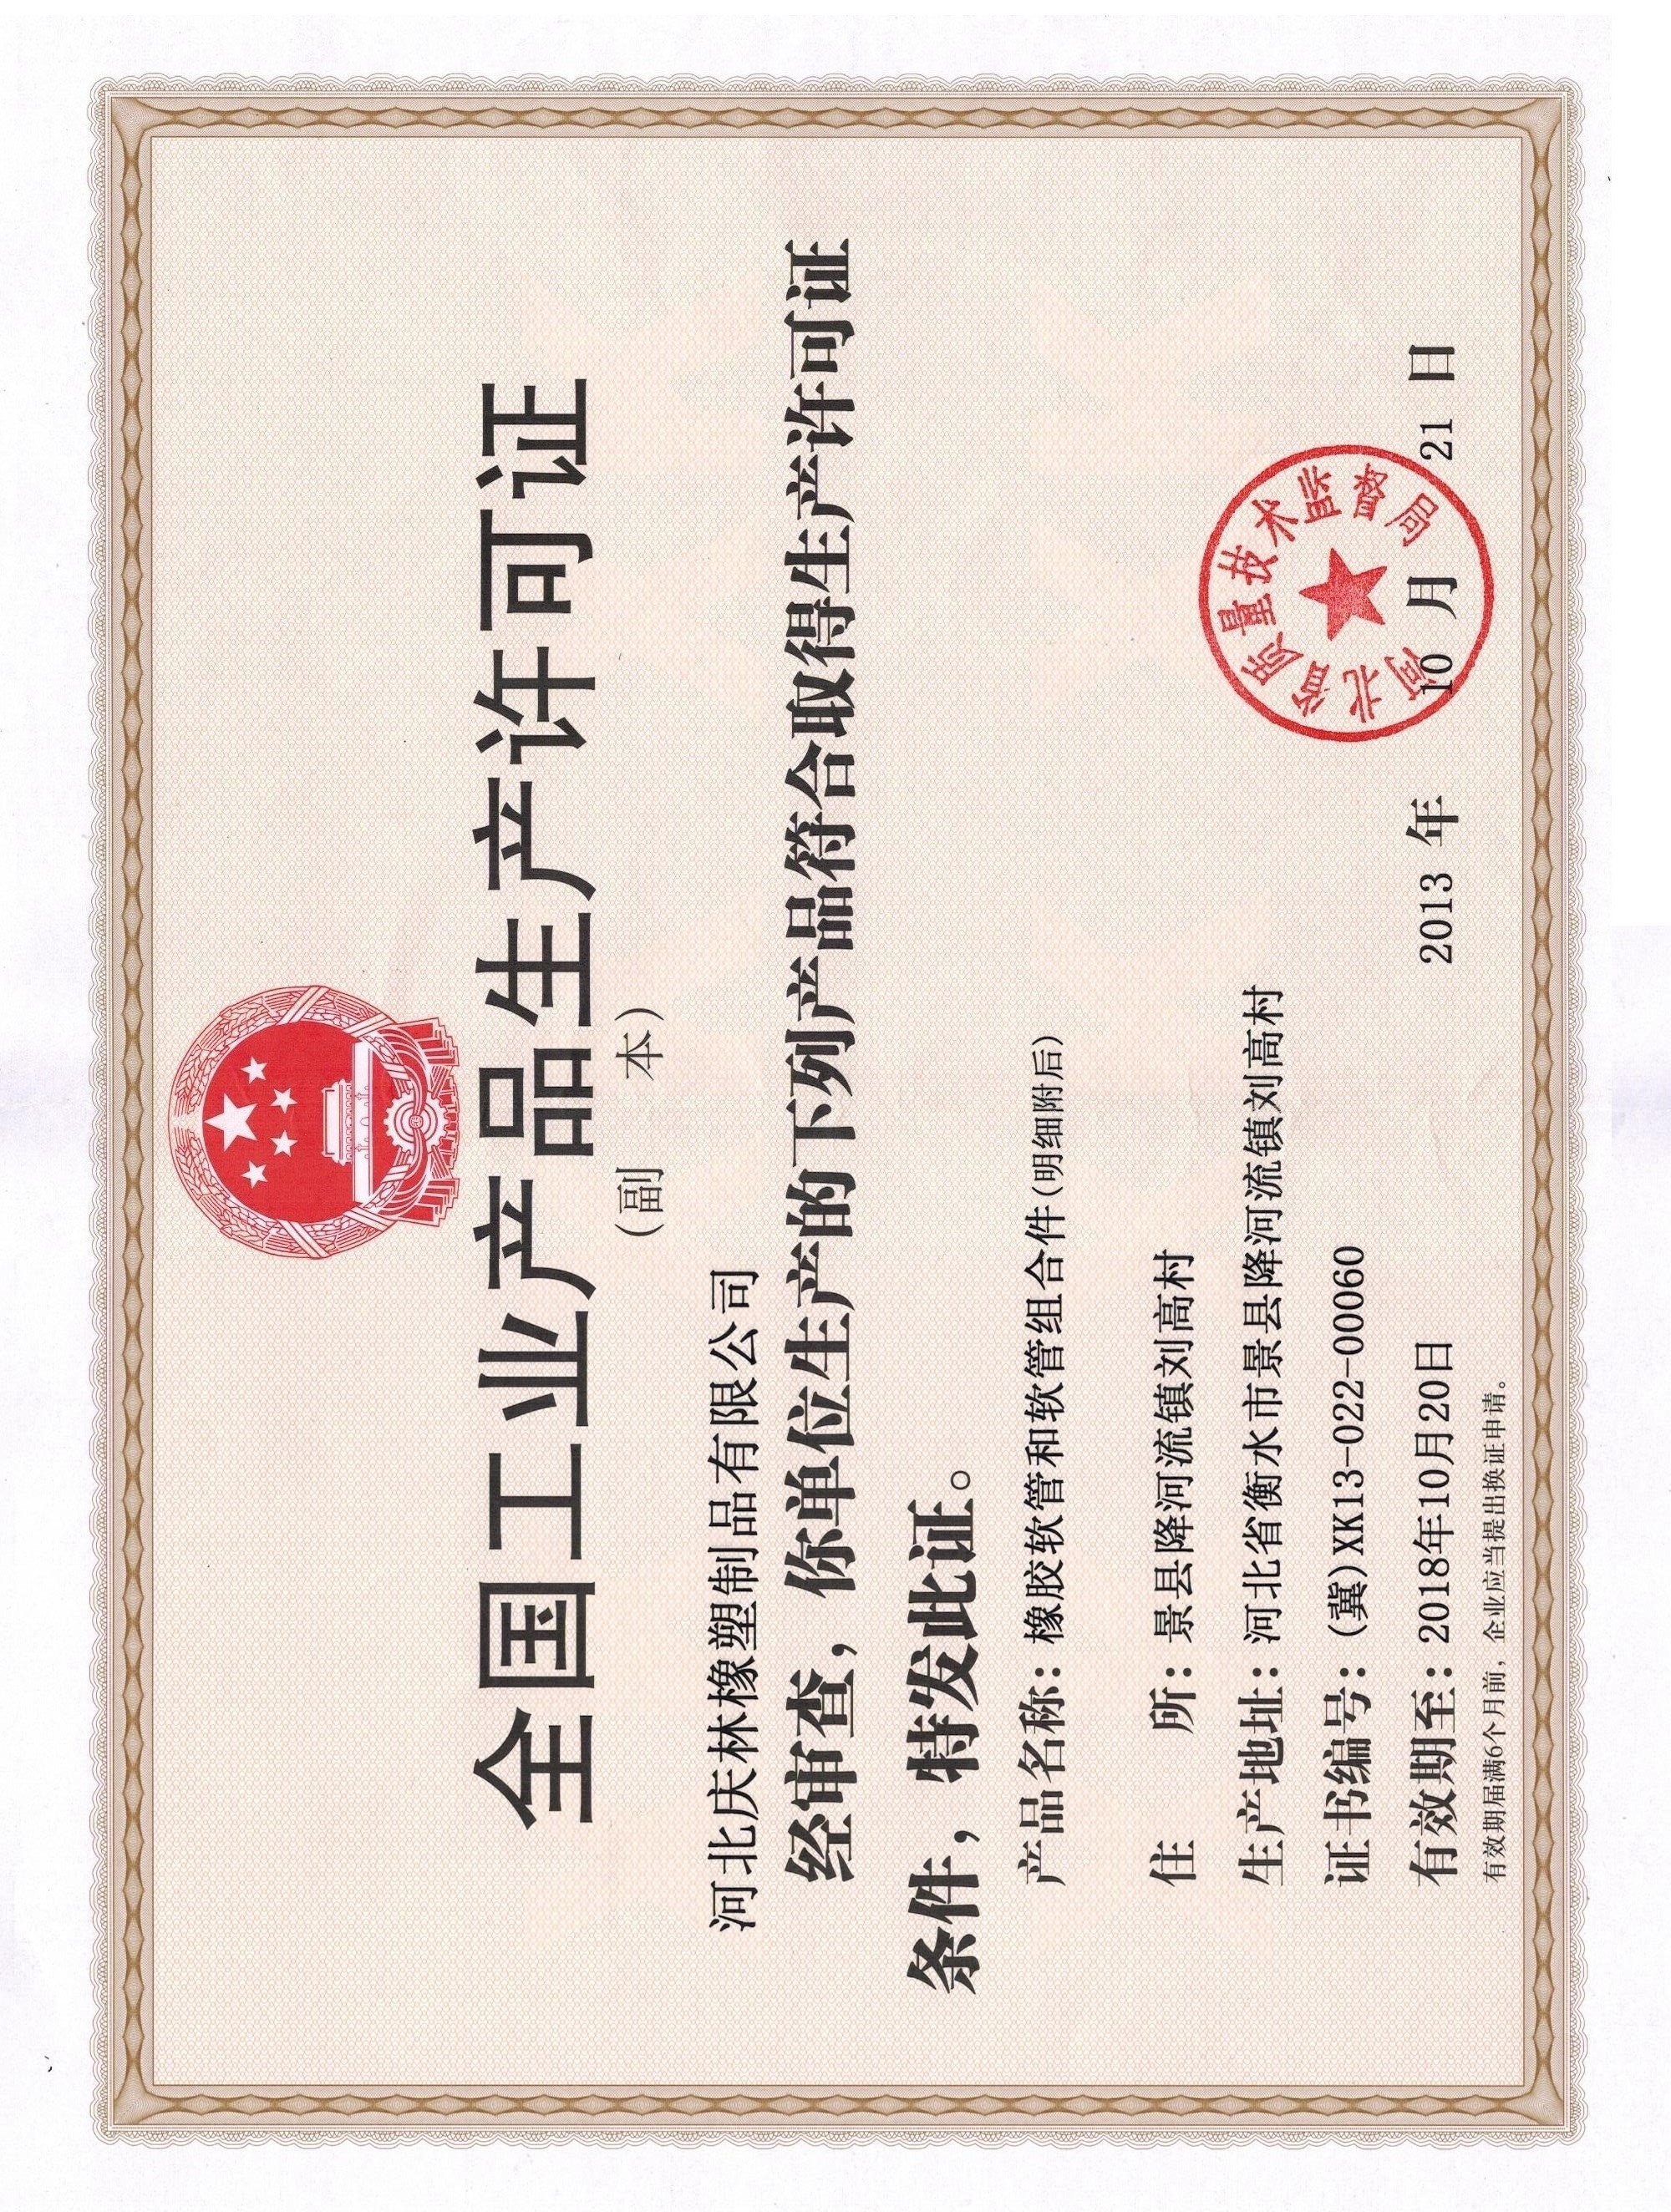 全国工业产品生产许可证
(副 本)
河北庆林橡塑制品有限公司
经审查，你单位生产的下列产品符合取得生产许可证
条件，特发此证。
产品名称：橡胶软管和软管组合件(明细附后)
住 所：景县降河流镇刘高村
生产地址：河北省衡水市景县降河流镇刘高村
证书编号：(冀)XK13-022-00060
有效期至：2018年10月20日
有效期届满6个月前，企业应当提出换证申请。
河北省质量技术监督局
2013 年 10 月 21 日